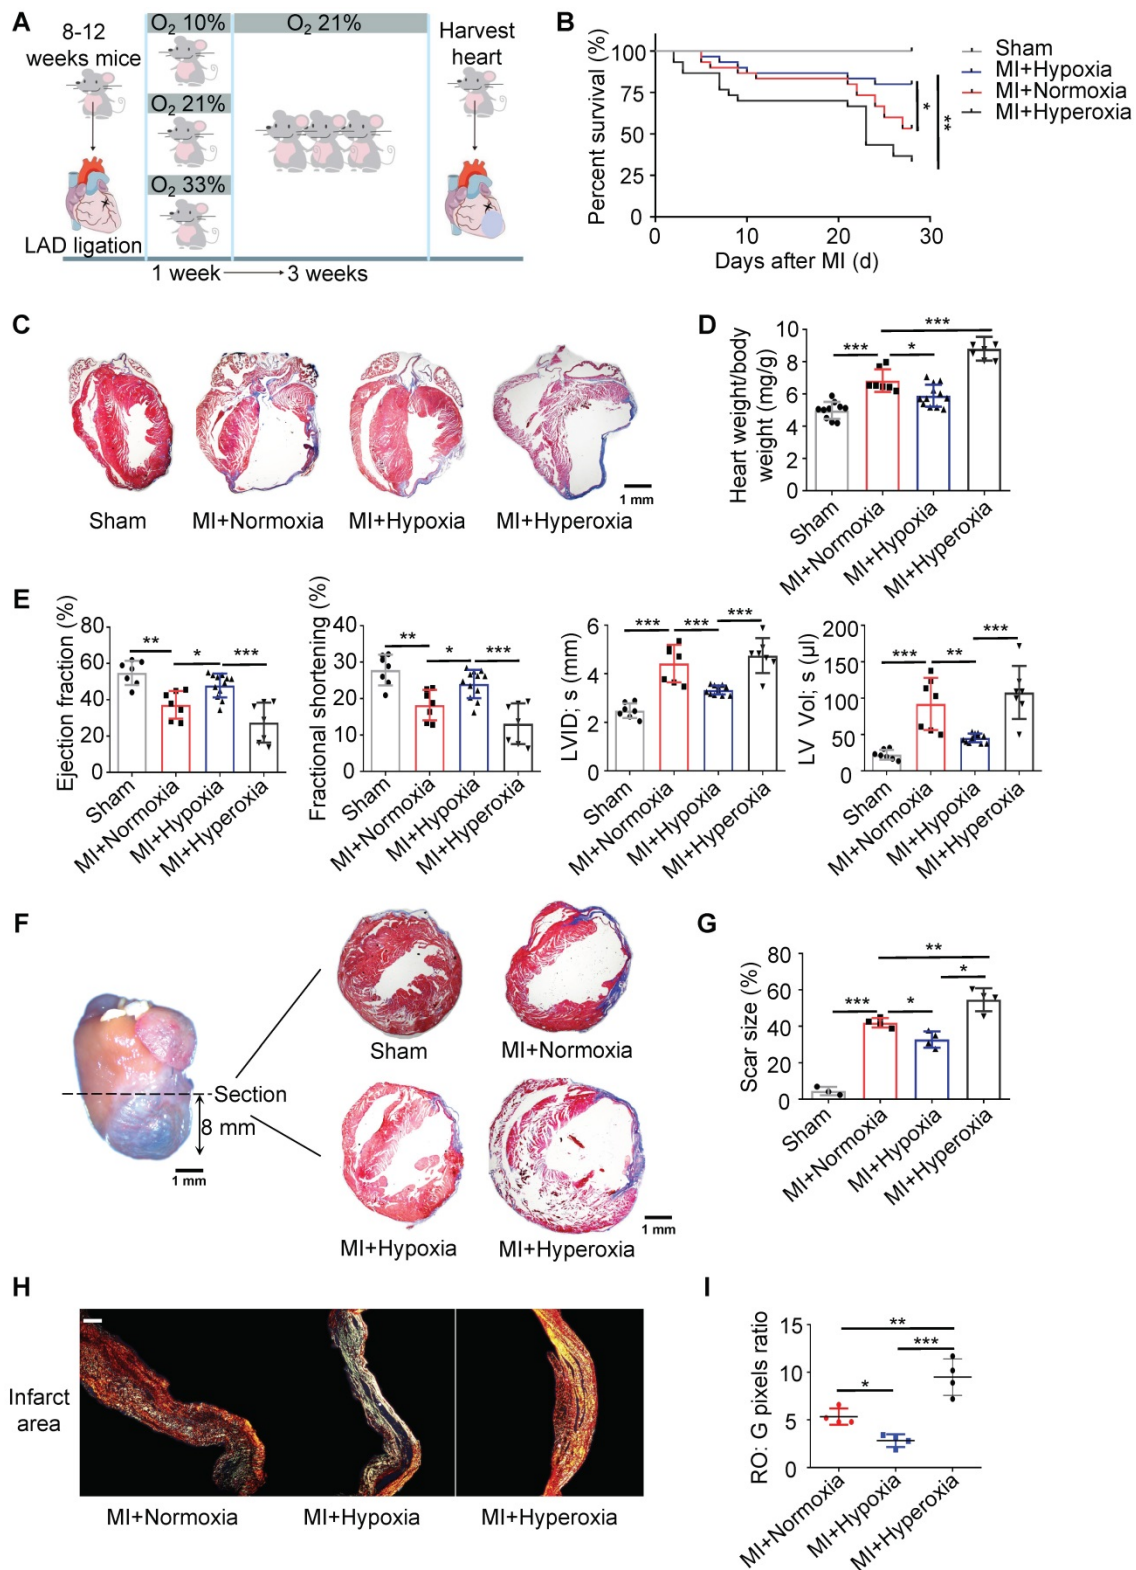 A
8-12
weeks mice
LAD ligation
O2 10%
O2 21%
O2 33%
O2 21%
Harvest
heart
1 week
3 weeks
B
Percent survival (%)
100
75
50
25
0
0
10
20
30
Days after MI (d)
Sham
MI+Hypoxia
MI+Normoxia
MI+Hyperoxia
*
**
C
Sham
MI+Normoxia
MI+Hypoxia
MI+Hyperoxia
1 mm
D
Heart weight/body
weight (mg/g)
10
8
6
4
2
0
***
*
***
Sham
MI+Normoxia
MI+Hypoxia
MI+Hyperoxia
E
Ejection fraction (%)
80
60
40
20
0
**
*
***
Sham
MI+Normoxia
MI+Hypoxia
MI+Hyperoxia
Fractional shortening (%)
40
30
20
10
0
**
*
***
Sham
MI+Normoxia
MI+Hypoxia
MI+Hyperoxia
LVID; s (mm)
6
4
2
0
***
***
***
Sham
MI+Normoxia
MI+Hypoxia
MI+Hyperoxia
LV Vol; s (µl)
200
150
100
50
0
***
**
***
Sham
MI+Normoxia
MI+Hypoxia
MI+Hyperoxia
F
Section
8 mm
1 mm
Sham
MI+Normoxia
MI+Hypoxia
MI+Hyperoxia
1 mm
G
Scar size (%)
80
60
40
20
0
***
*
*
**
Sham
MI+Normoxia
MI+Hypoxia
MI+Hyperoxia
H
Infarct
area
MI+Normoxia
MI+Hypoxia
MI+Hyperoxia
I
RO: G pixels ratio
15
10
5
0
*
***
**
MI+Normoxia
MI+Hypoxia
MI+Hyperoxia